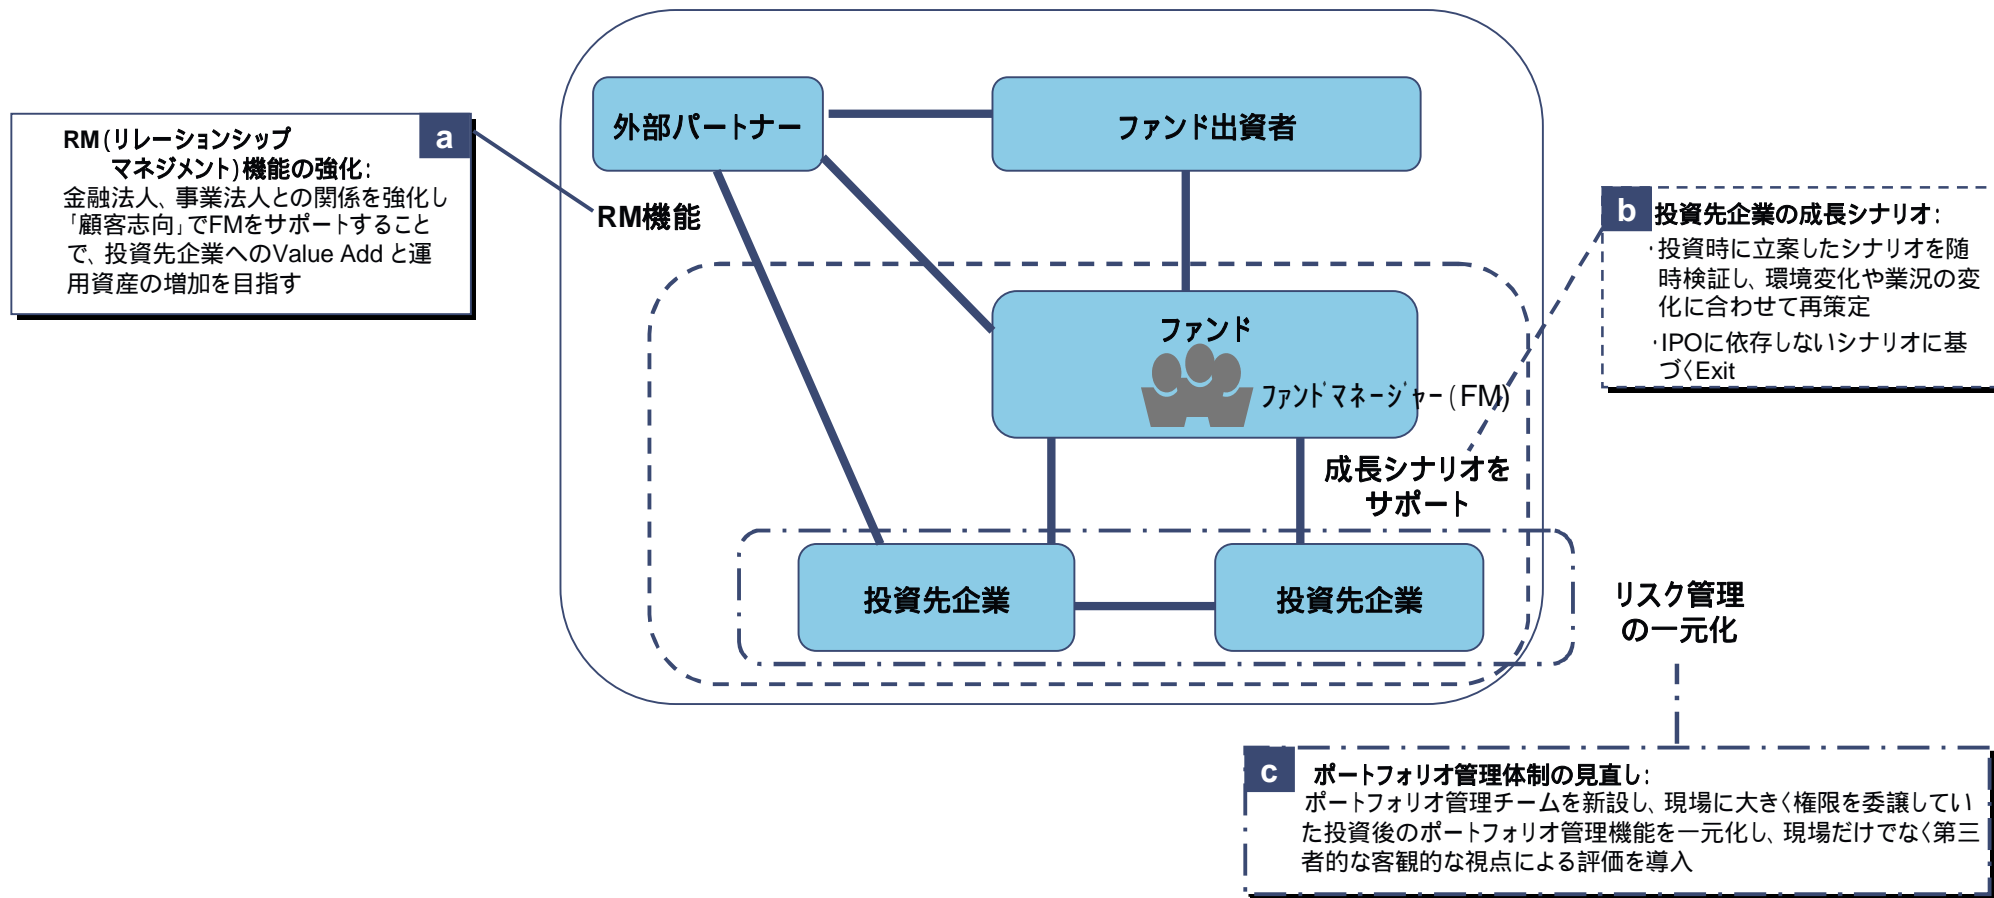 外部パートナー
ファンド出資者
a
RM(リレーションシップ
マネジメント)機能の強化:
金融法人、事業法人との関係を強化し
「顧客志向」でFMをサポートすること
で、投資先企業へのValue Add と運
用資産の増加を目指す
RM機能
b
投資先企業の成長シナリオ:
・投資時に立案したシナリオを随
時検証し、環境変化や業況の変
化に合わせて再策定
・IPOに依存しないシナリオに基
づくExit
ファンド
ファンドマネージャー(FM)
成長シナリオを
サポート
投資先企業
投資先企業
リスク管理
の一元化
c
ポートフォリオ管理体制の見直し:
ポートフォリオ管理チームを新設し、現場に大きく権限を委譲してい
た投資後のポートフォリオ管理機能を一元化し、現場だけでなく第三
者的な客観的な視点による評価を導入